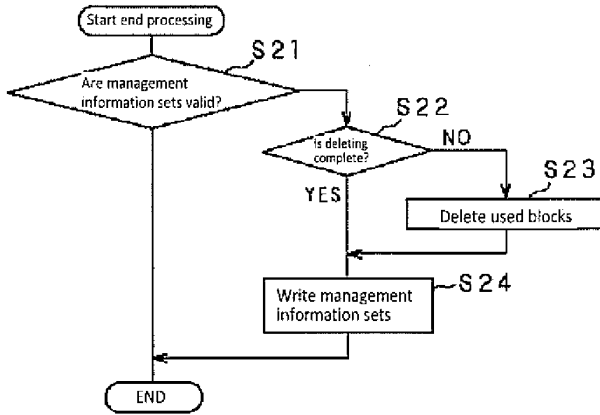 Start end processing
S21
Are management
information sets valid?
S22
Is deleting
complete?
NO
YES
S23
Delete used blocks
S24
Write management
information sets
END